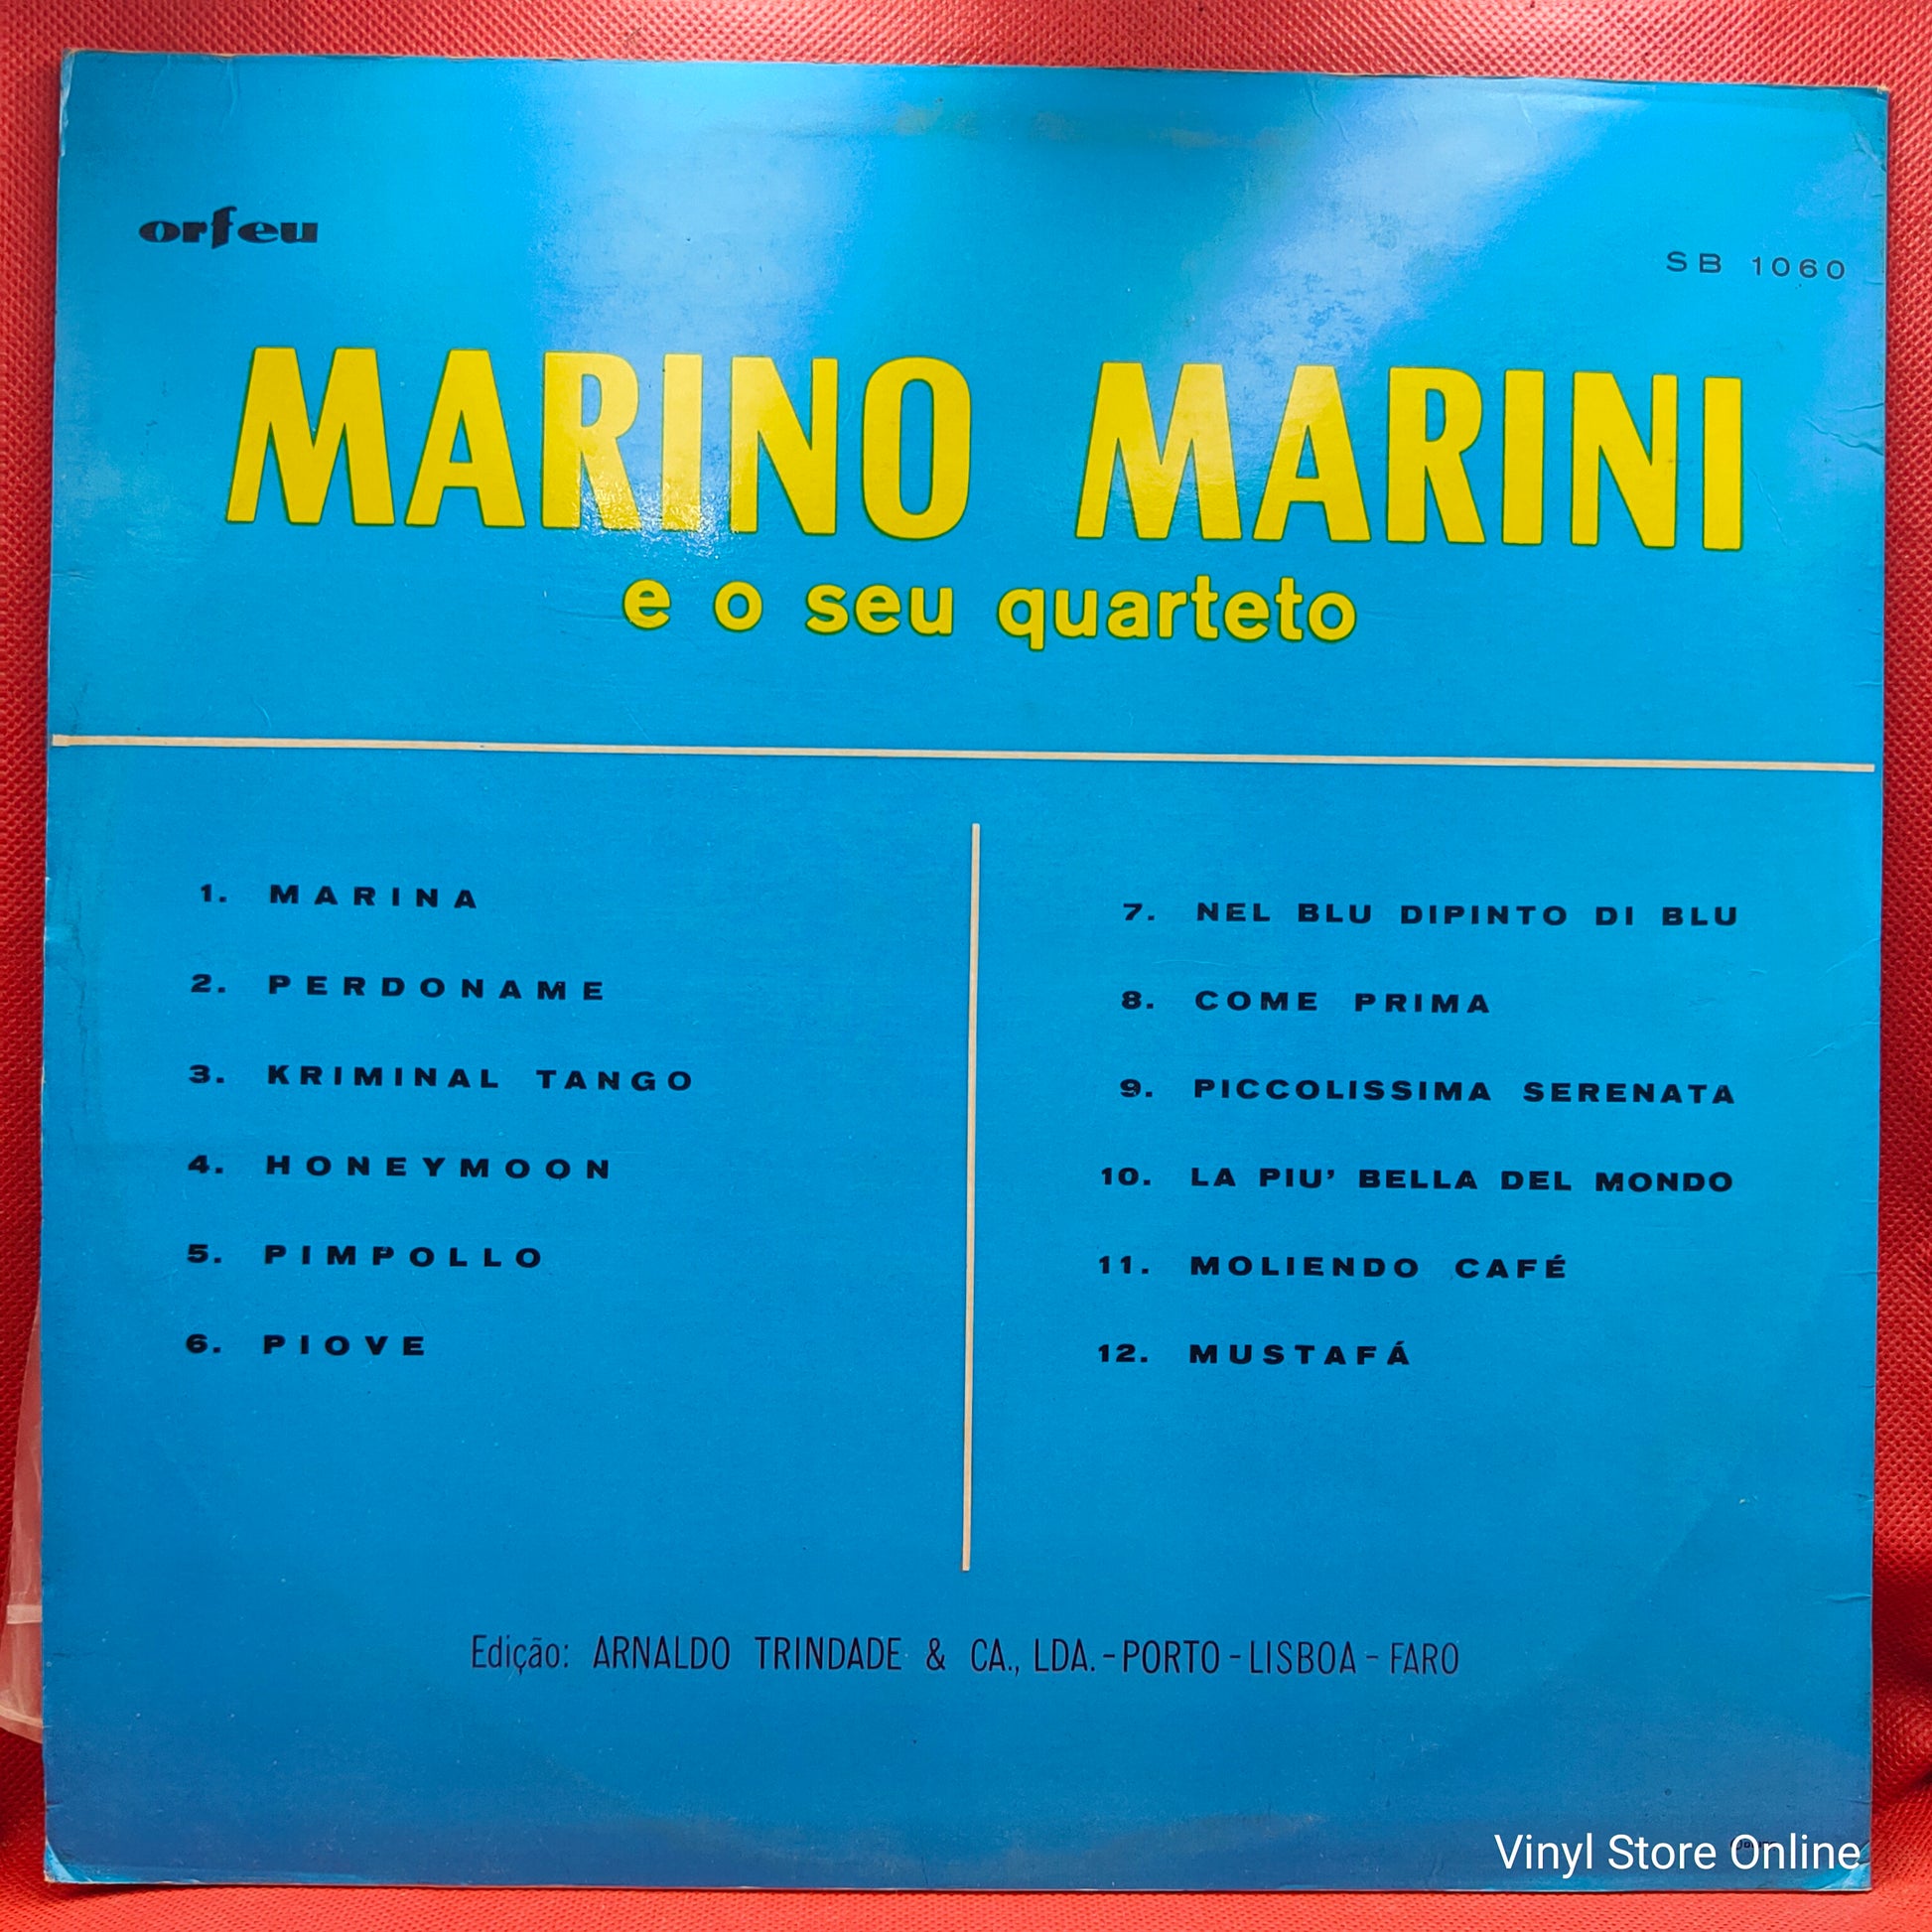 orfeu
SB 1060
MARINO MARINI
e o seu quarteto
1. MARINA
2. PERDONAME
3. KRIMINAL TANGO
4. HONEYMOON
5. PIMPOLLO
6. PIOVE
7. NEL BLU DIPINTO DI BLU
8. COME PRIMA
9. PICCOLISSIMA SERENATA
10. LA PIU' BELLA DEL MONDO
11. MOLIENDO CAFÉ
12. MUSTAFÁ
Edição: ARNALDO TRINDADE & CA., LDA. - PORTO - LISBOA - FARO
Vinyl Store Online